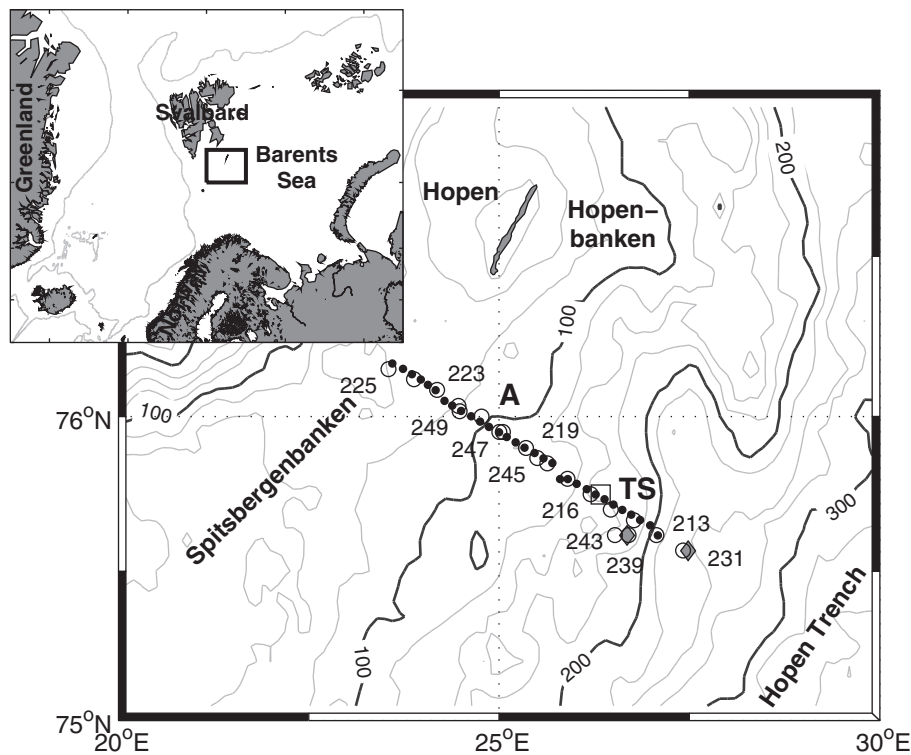 Greenland
Svalbard
Barents
Sea
Norway
Hopen
Hopen–
banken
200
100
100
225
223
A
249
247
219
245
TS
216
213
243
239
231
300
Spitsbergenbanken
Hopen Trench
100
200
76°N
75°N
20°E
25°E
30°E